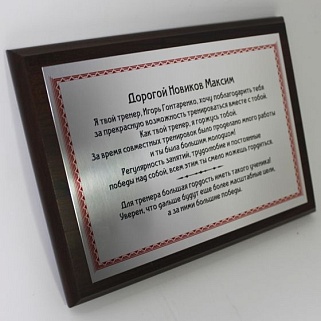 Дорогой Новиков Максим
Я твой тренер, Игорь Гонтаренко, хочу поблагодарить тебя
за прекрасную возможность тренироваться вместе с тобой.
Как твой тренер, я горжусь тобой.
За время совместных тренировок было проделано много работы
и ты была большим молодцом!
Регулярность занятий, трудолюбие и постоянные
победы над собой, всем этим ты смело можешь гордиться.
Для тренера большая гордость иметь такого ученика!
Уверен, что дальше будут еще более масштабные цели,
а за ними большие победы.